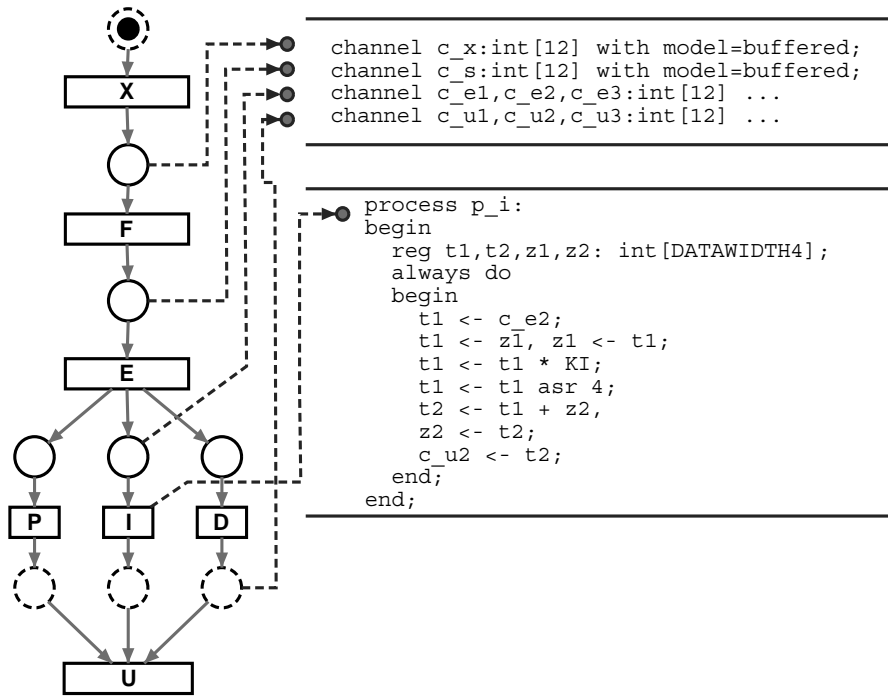 X
F
E
P
I
D
U
channel c_x:int[12] with model=buffered;
channel c_s:int[12] with model=buffered;
channel c_e1,c_e2,c_e3:int[12] ...
channel c_u1,c_u2,c_u3:int[12] ...
process p_i:
begin
reg t1,t2,z1,z2: int[DATAWIDTH4];
always do
begin
t1 <- c_e2;
t1 <- z1, z1 <- t1;
t1 <- t1 * KI;
t1 <- t1 asr 4;
t2 <- t1 + z2,
z2 <- t2;
c_u2 <- t2;
end;
end;